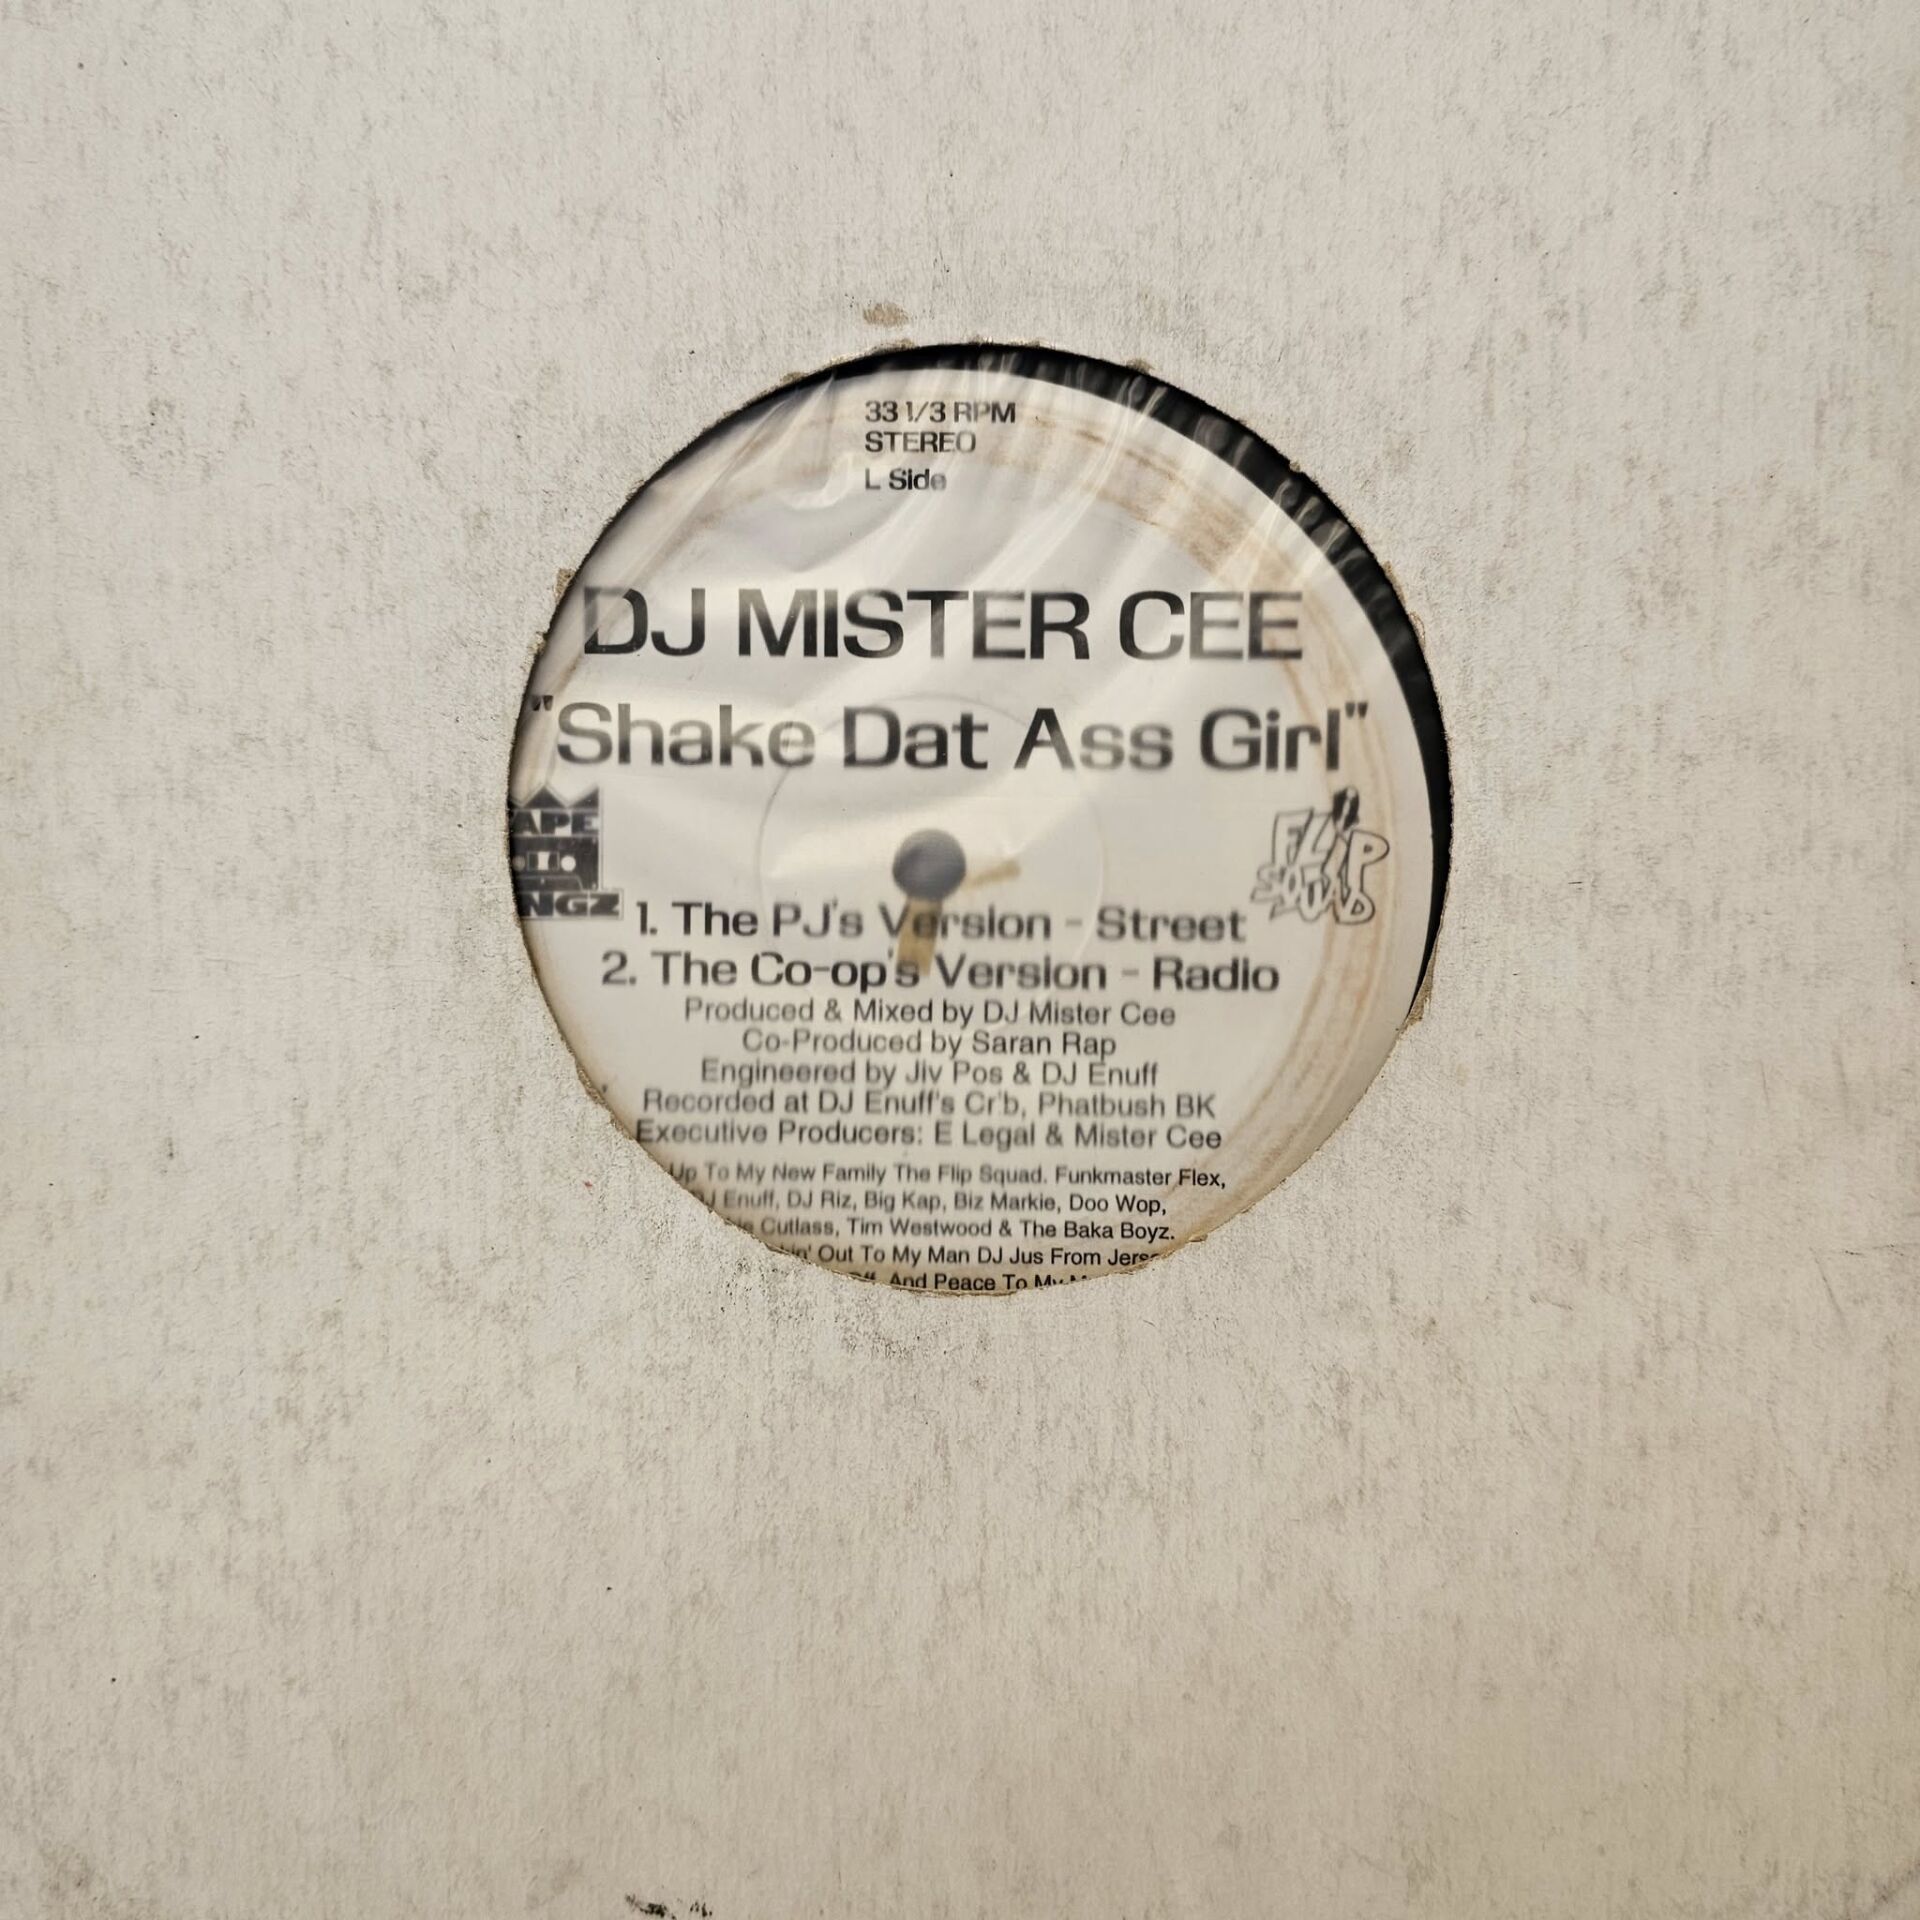 33 1/3 RPM
STEREO
L Side
DJ MISTER CEE
"Shake Dat Ass Girl"
APE
NGZ
FLIP
SQUAD
1. The PJ's Version - Street
2. The Co-op's Version - Radio
Produced & Mixed by DJ Mister Cee
Co-Produced by Saran Rap
Engineered by Jiv Pos & DJ Enuff
Recorded at DJ Enuff's Cr'b, Phatbush BK
Executive Producers: E Legal & Mister Cee
Up To My New Family The Flip Squad. Funkmaster Flex,
DJ Enuff, DJ Riz, Big Kap, Biz Markie, Doo Wop,
Cutlass, Tim Westwood & The Baka Boyz.
Out To My Man DJ Jus From
And Peace To My